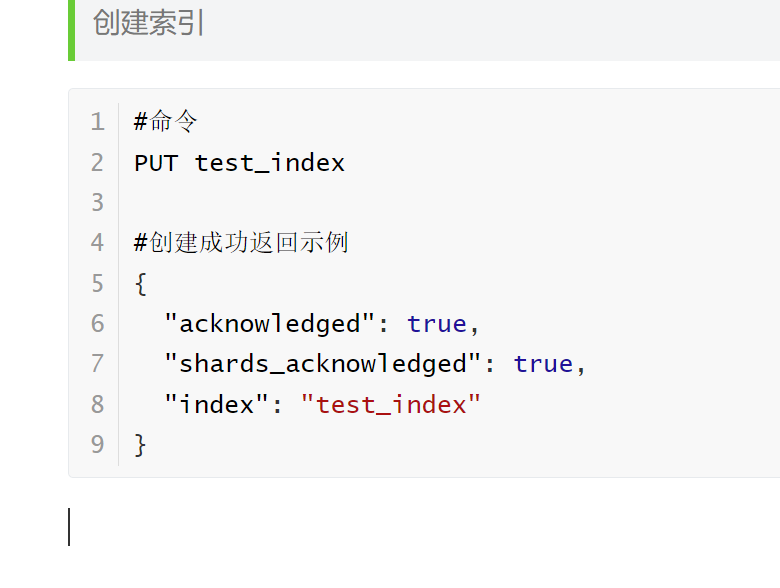 创建索引
1 #命令
2 PUT test_index
3
4 #创建成功返回示例
5 {
6   "acknowledged": true,
7   "shards_acknowledged": true,
8   "index": "test_index"
9 }